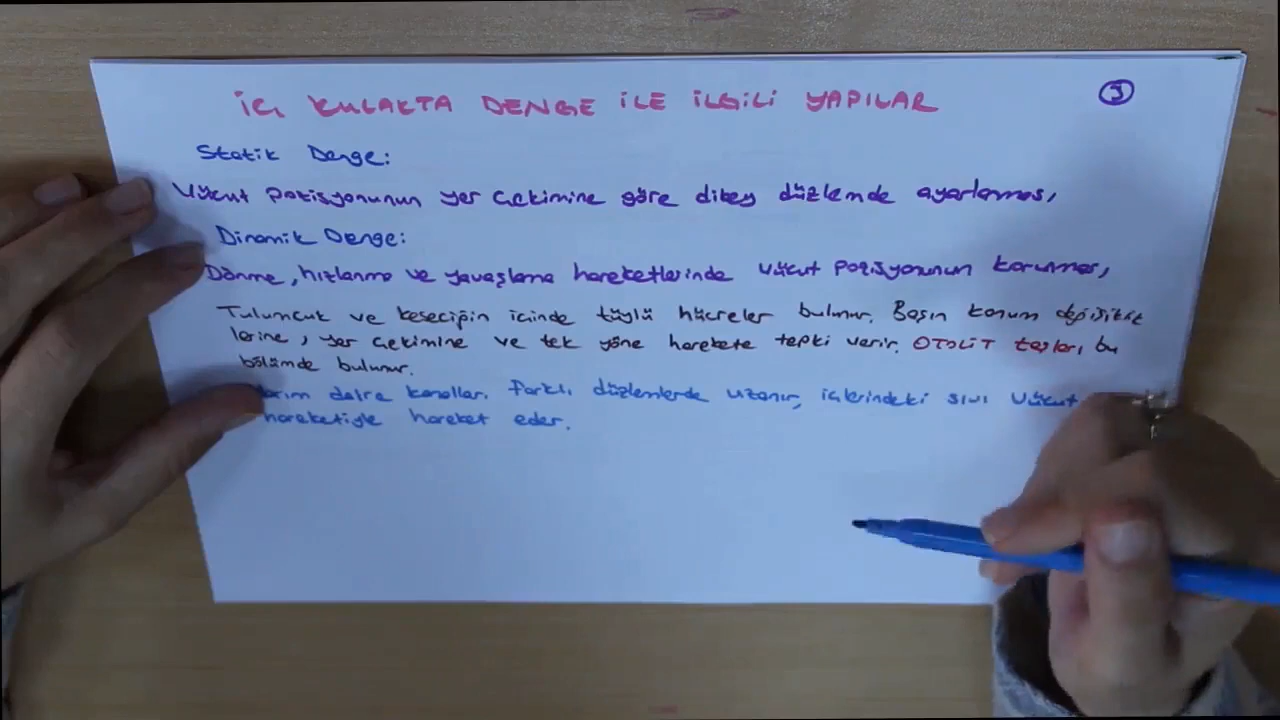 İÇ KULAKTA DENGE İLE İLGİLİ YAPILAR
9
Statik Denge:
Vücut pozisyonunun yer çekimine göre dikey düzlemde ayarlanması
Dinamik Denge:
Dönme, hızlanma ve yavaşlama hareketlerinde vücut pozisyonunun korunması
Tulumcuk ve keseciğin içinde tüylü hücreler bulunur. Başın konum değişiklik
lerine, yer çekimine ve tek yöne harekete tepki verir. OTOLİT taşları bu
bölümde bulunur.
daire kanalları farklı düzlemlerde uzanır, içlerindeki sıvı vücut
hareketiyle hareket eder.